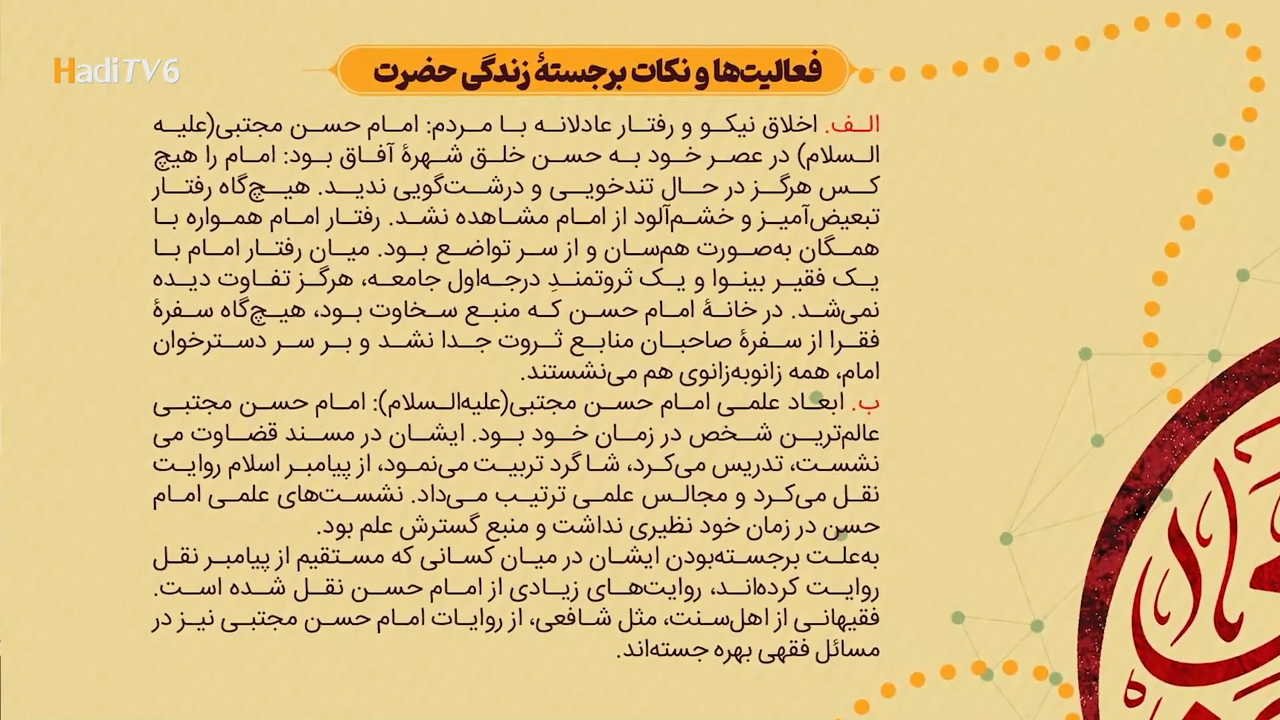 HadiTV6
فعالیت‌ها و نکات برجستهٔ زندگی حضرت
الف. اخلاق نیکو و رفتار عادلانه با مردم: امام حسن مجتبی(علیه
السلام) در عصر خود به حسن خلق شهرهٔ آفاق بود: امام را هیچ
کس هرگز در حال تندخویی و درشت‌گویی ندید. هیچ‌گاه رفتار
تبعیض‌آمیز و خشم‌آلود از امام مشاهده نشد. رفتار امام همواره با
همگان به‌صورت هم‌سان و از سر تواضع بود. میان رفتار امام با
یک فقیر بینوا و یک ثروتمندِ درجه‌اول جامعه، هرگز تفاوت دیده
نمی‌شد. در خانهٔ امام حسن که منبع سخاوت بود، هیچ‌گاه سفرهٔ
فقرا از سفرهٔ صاحبان منابع ثروت جدا نشد و بر سر دسترخوان
امام، همه زانوبه‌زانوی هم می‌نشستند.
ب. ابعاد علمی امام حسن مجتبی(علیه‌السلام): امام حسن مجتبی
عالم‌ترین شخص در زمان خود بود. ایشان در مسند قضاوت می
نشست، تدریس می‌کرد، شاگرد تربیت می‌نمود، از پیامبر اسلام روایت
نقل می‌کرد و مجالس علمی ترتیب می‌داد. نشست‌های علمی امام
حسن در زمان خود نظیری نداشت و منبع گسترش علم بود.
به‌علت برجسته‌بودن ایشان در میان کسانی که مستقیم از پیامبر نقل
روایت کرده‌اند، روایت‌های زیادی از امام حسن نقل شده است.
فقیهانی از اهل‌سنت، مثل شافعی، از روایات امام حسن مجتبی نیز در
مسائل فقهی بهره جسته‌اند.